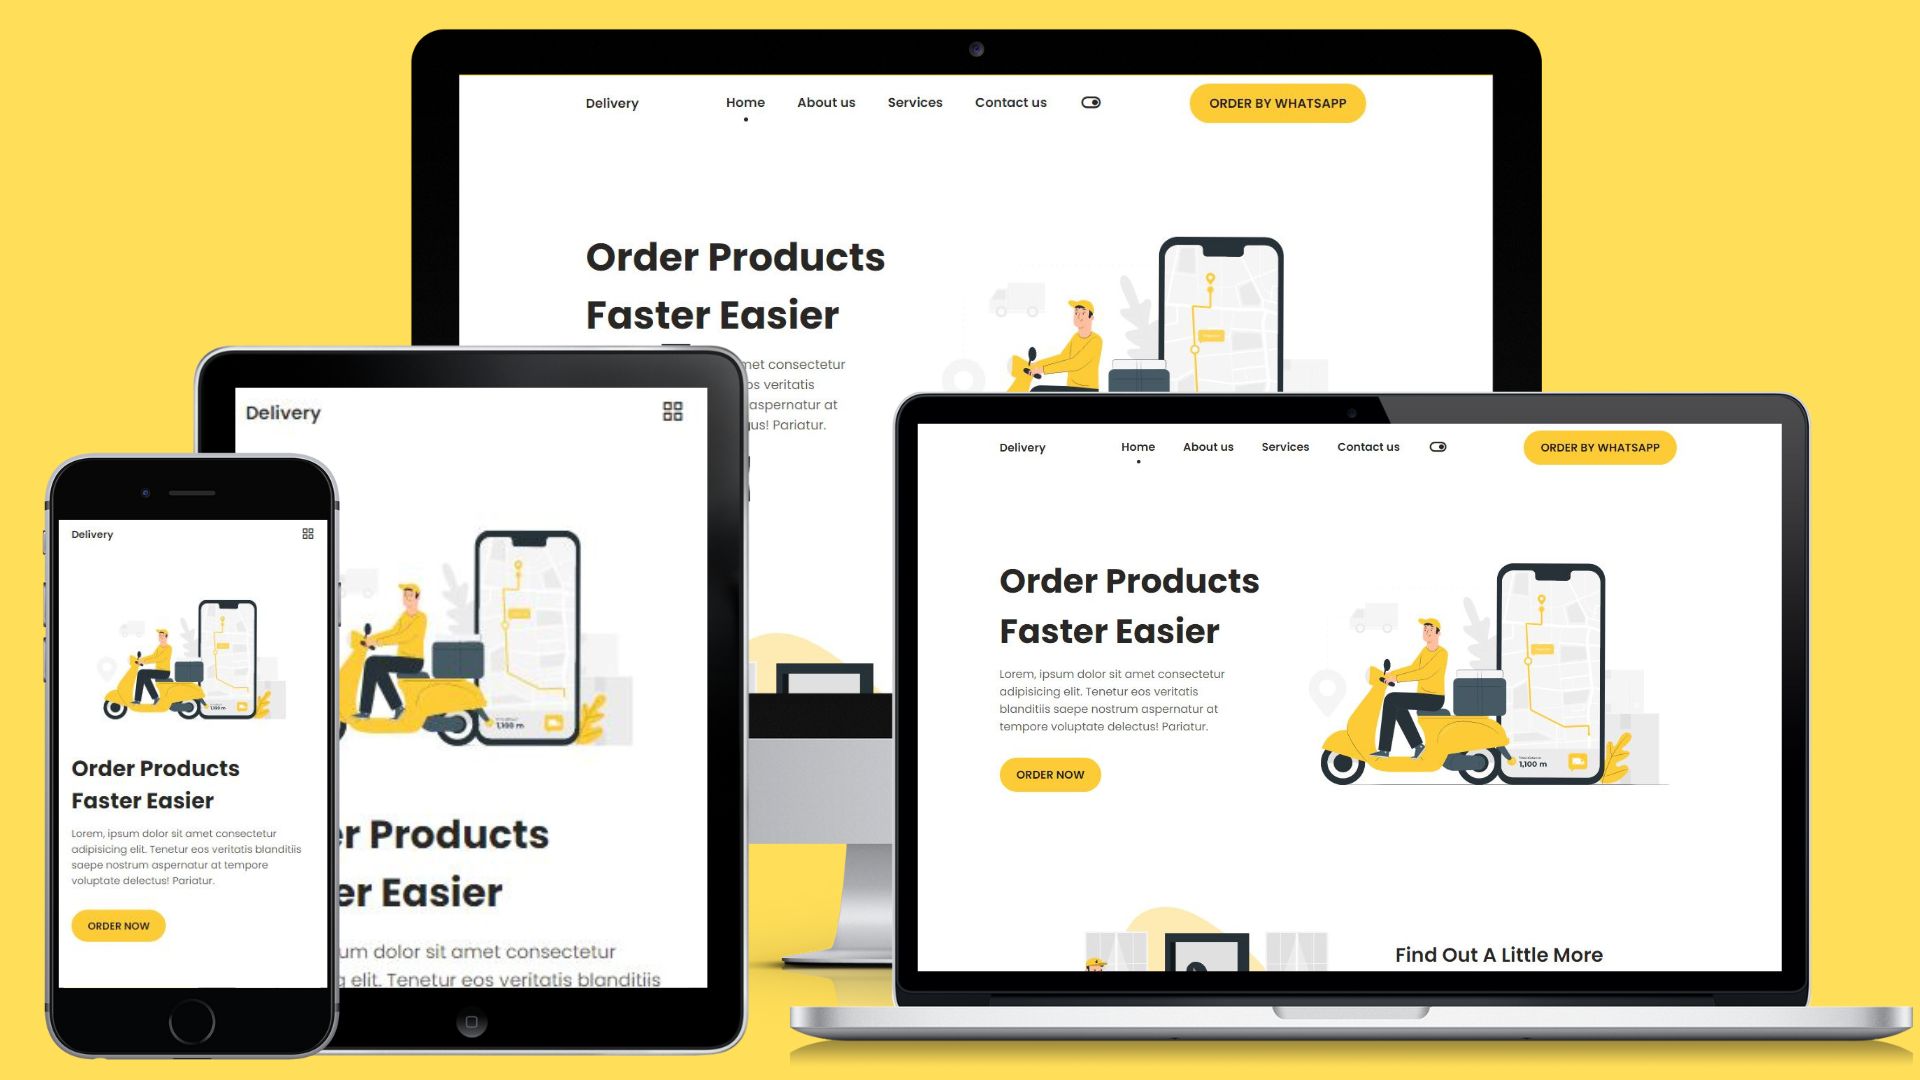 Delivery
Home
About us
Services
Contact us
ORDER BY WHATSAPP
Order Products
Faster Easier
met consectetur
os veritatis
aspernatur at
us! Pariatur.
Delivery
r Products
er Easier
um dolor sit amet consectetur
g elit. Tenetur eos veritatis blanditiis
1,100 m
Delivery
Order Products
Faster Easier
Lorem, ipsum dolor sit amet consectetur
adipisicing elit. Tenetur eos veritatis blanditiis
saepe nostrum aspernatur at tempore
voluptate delectus! Pariatur.
ORDER NOW
Delivery
Home
About us
Services
Contact us
ORDER BY WHATSAPP
Order Products
Faster Easier
Lorem, ipsum dolor sit amet consectetur
adipisicing elit. Tenetur eos veritatis
blanditiis saepe nostrum aspernatur at
tempore voluptate delectus! Pariatur.
ORDER NOW
1,100 m
Find Out A Little More